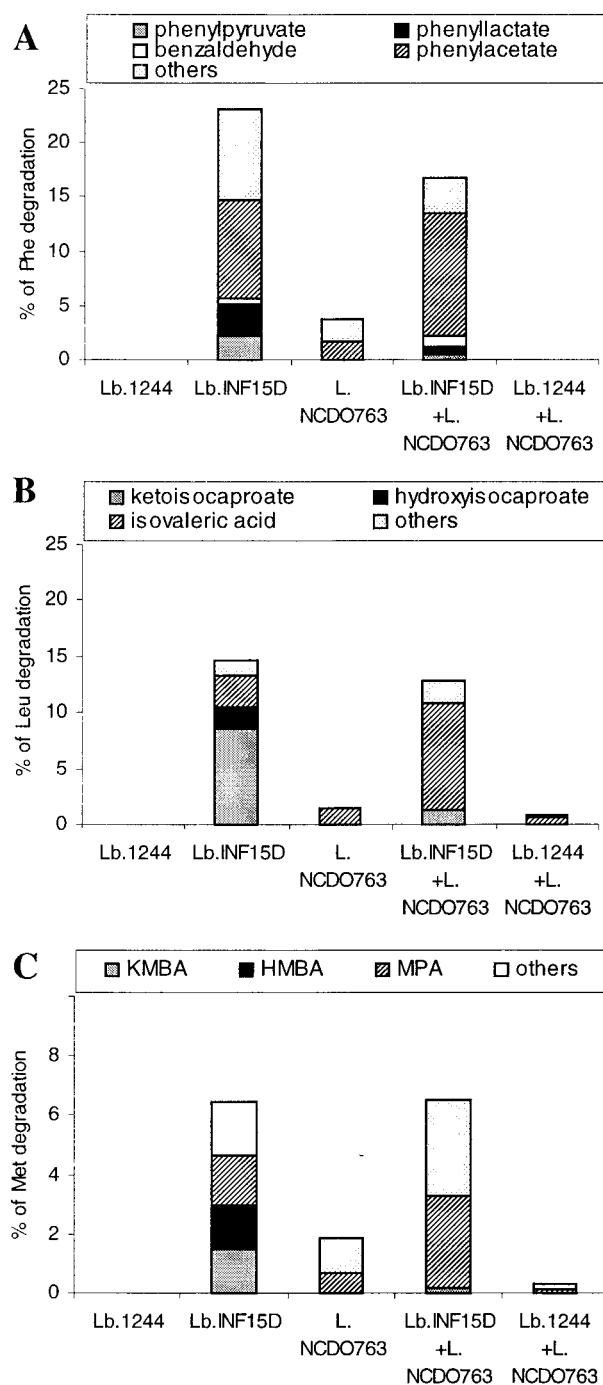 A
phenylpyruvate phenyllactate
benzaldehyde phenylacetate
others
25
20
15
10
5
0
% of Phe degradation
Lb.1244 Lb.INF15D L. Lb.INF15D Lb.1244
NCDO763 +L. +L.
NCDO763 NCDO763
B
ketoisocaproate hydroxyisocaproate
isovaleric acid others
25
20
15
10
5
0
% of Leu degradation
Lb.1244 Lb.INF15D L. Lb.INF15D Lb.1244
NCDO763 +L. +L.
NCDO763 NCDO763
C
KMBA HMBA MPA others
8
6
4
2
0
% of Met degradation
Lb.1244 Lb.INF15D L. Lb.INF15D Lb.1244
NCDO763 +L. +L.
NCDO763 NCDO763